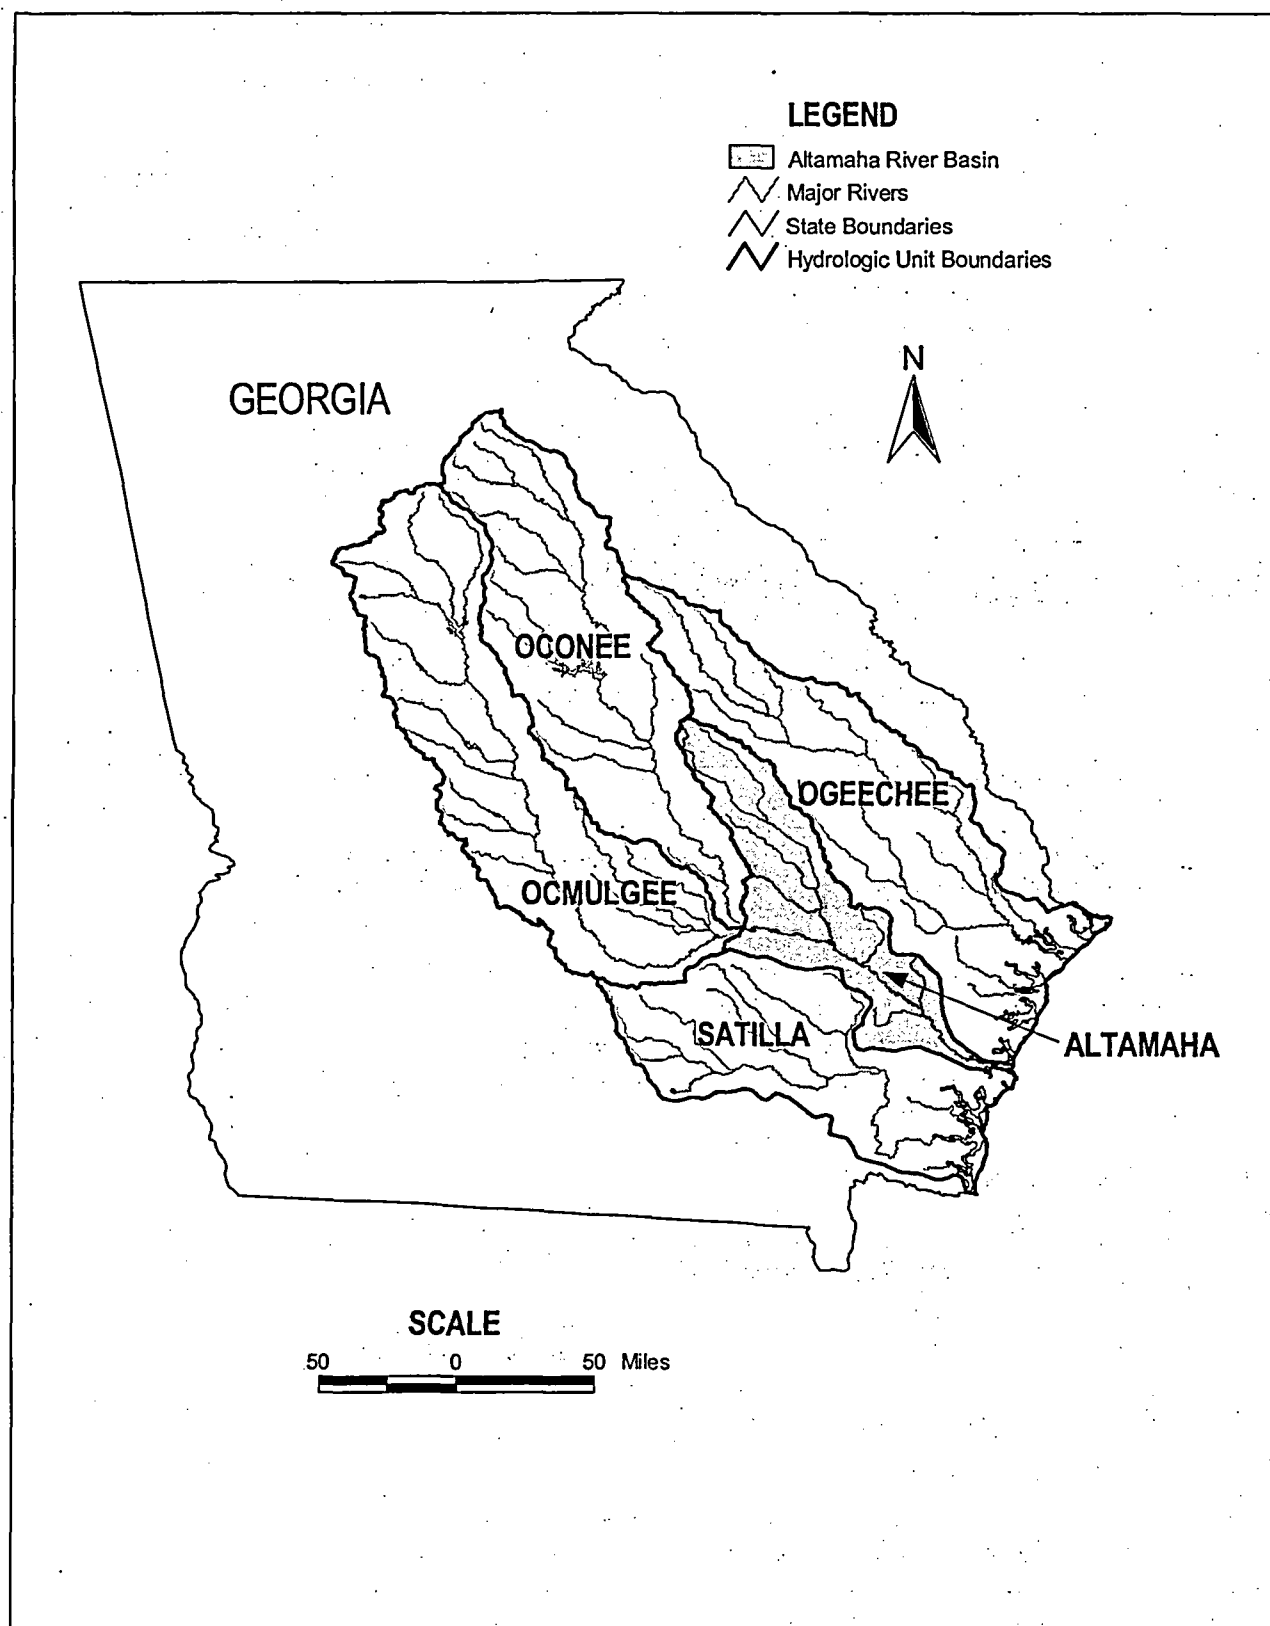 LEGEND
Altamaha River Basin
Major Rivers
State Boundaries
Hydrologic Unit Boundaries
N
GEORGIA
OCONEE
OGEECHEE
OCMULGEE
SATILLA
ALTAMAHA
SCALE
50 0 50 Miles